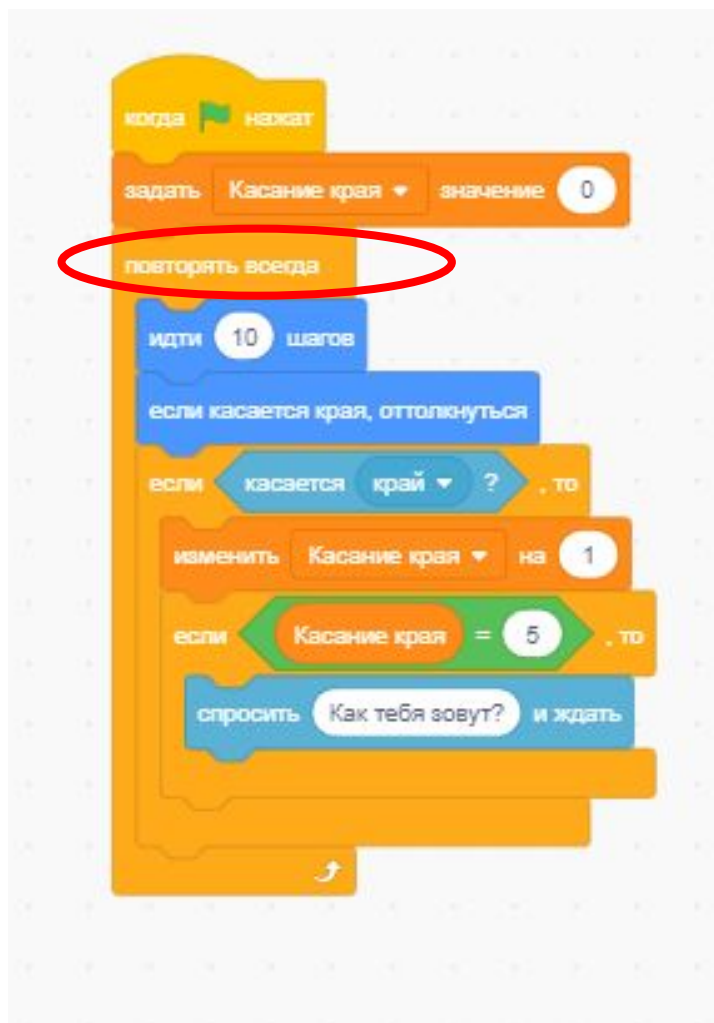 когда нажат
задать Касание края значение 0
повторять всегда
идти 10 шагов
если касается края, оттолкнуться
если касается край ? , то
изменить Касание края на 1
если Касание края = 5 , то
спросить Как тебя зовут? и ждать